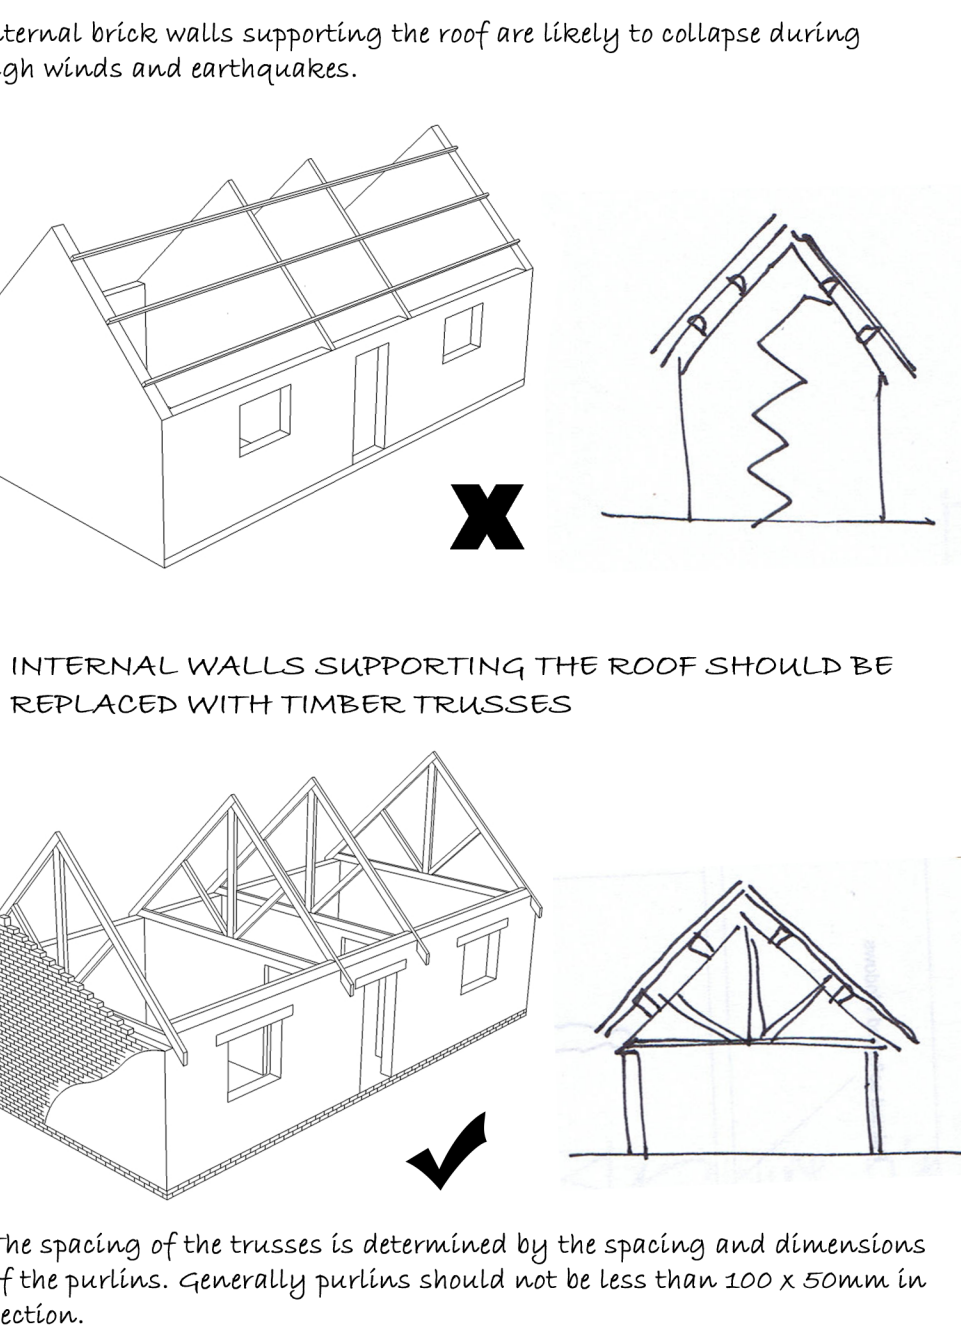 ternal brick walls supporting the roof are likely to collapse during
gh winds and earthquakes.
X
INTERNAL WALLS SUPPORTING THE ROOF SHOULD BE
REPLACED WITH TIMBER TRUSSES
The spacing of the trusses is determined by the spacing and dimensions
f the purlins. Generally purlins should not be less than 100 x 50mm in
ection.